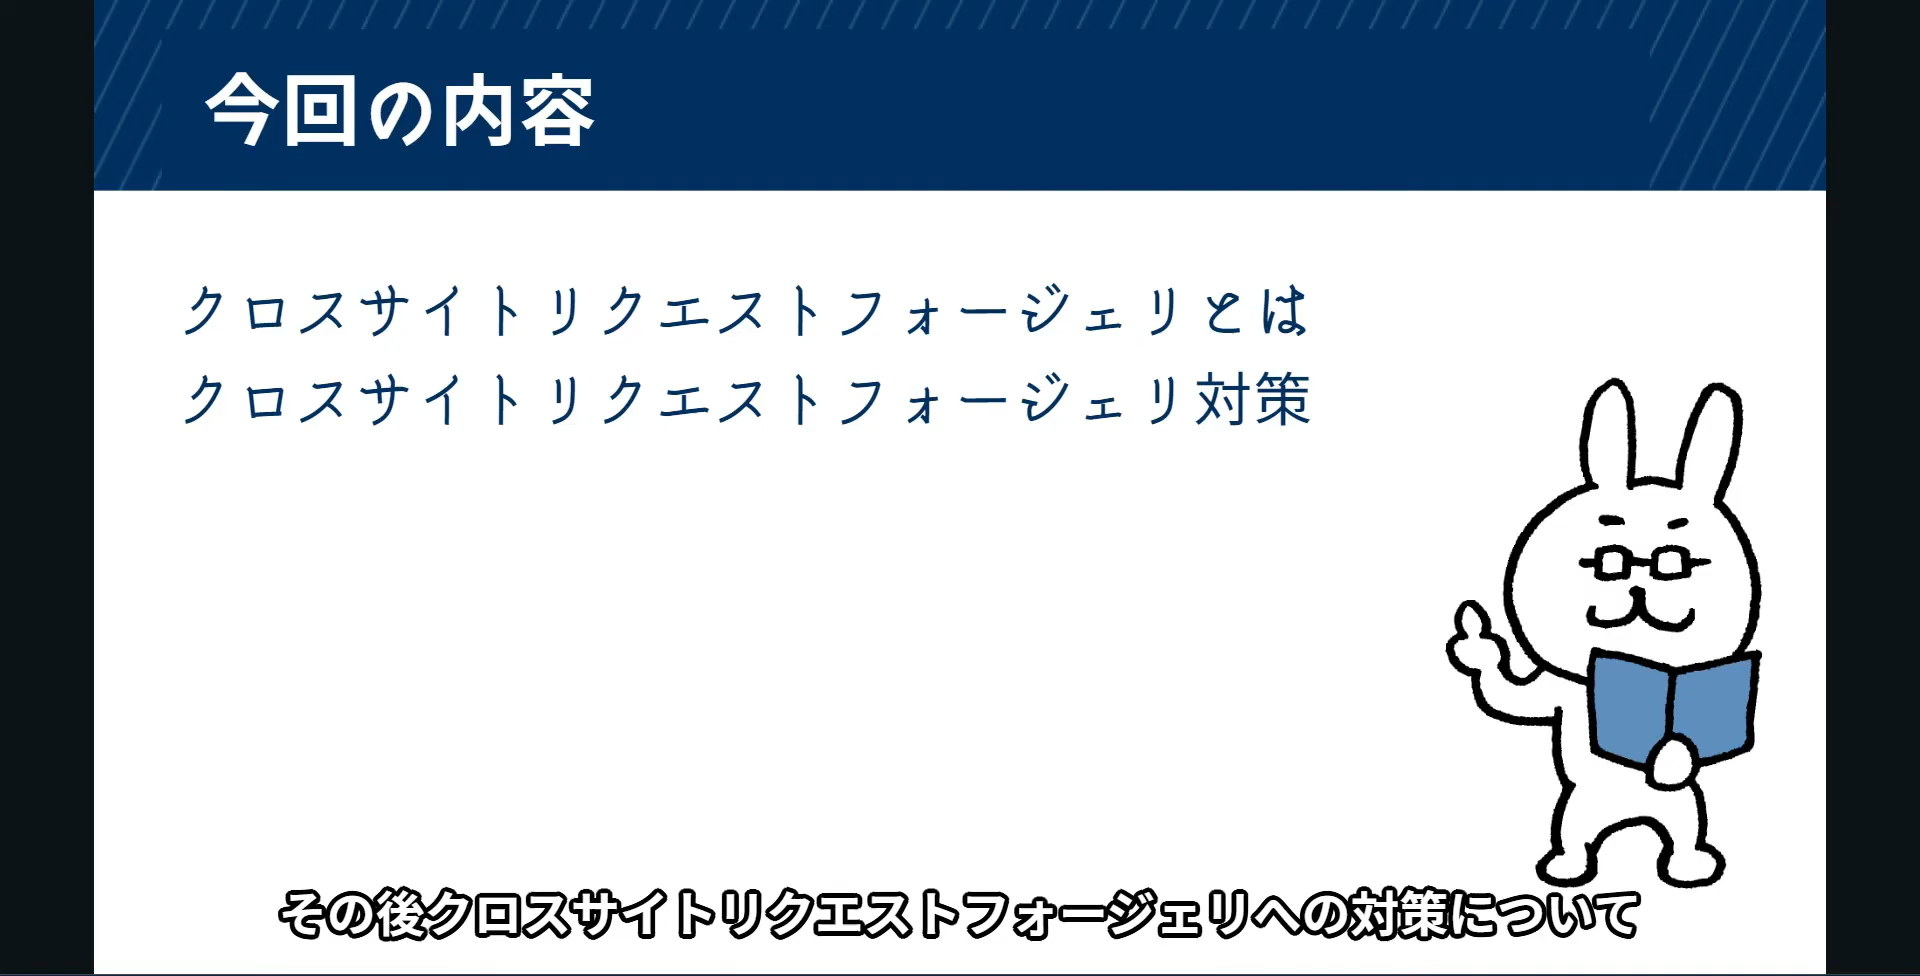 今回の内容
クロスサイトリクエストフォージェリとは
クロスサイトリクエストフォージェリ対策
その後クロスサイトリクエストフォージェリへの対策について